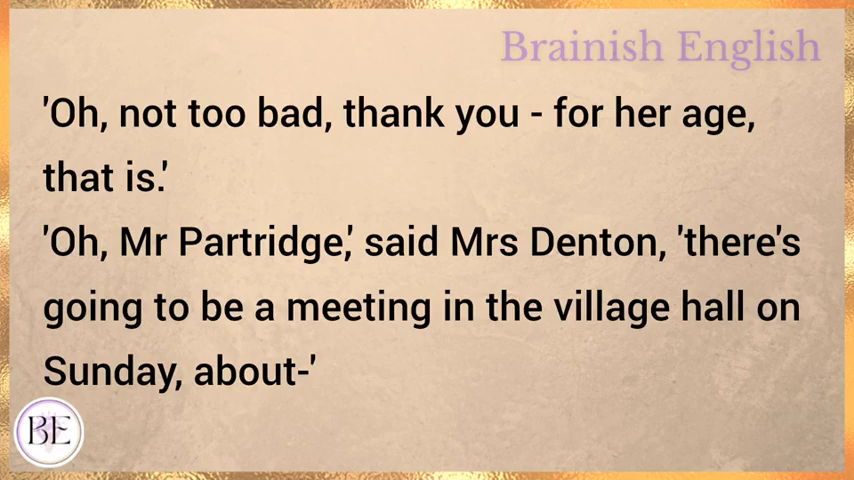 Brainish English
'Oh, not too bad, thank you - for her age,
that is.'
'Oh, Mr Partridge,' said Mrs Denton, 'there's
going to be a meeting in the village hall on
Sunday, about-'
BE